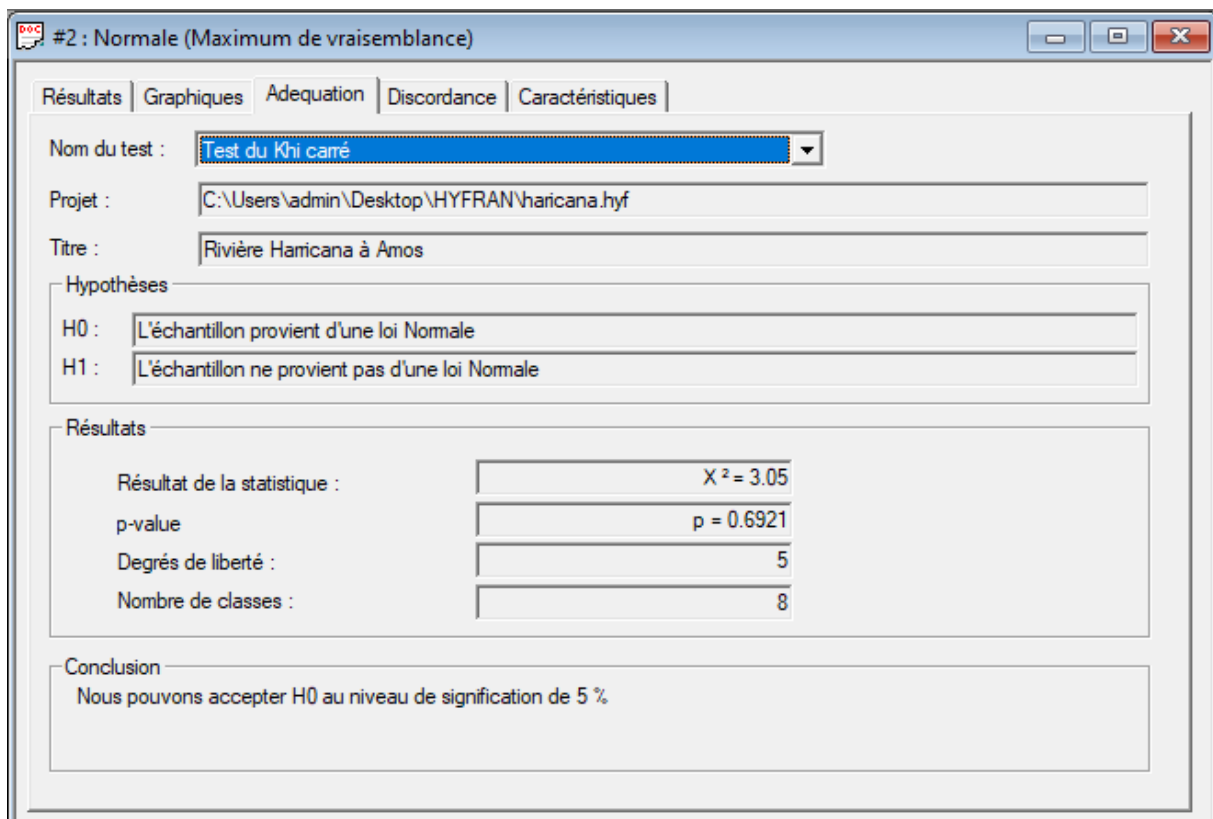 #2 : Normale (Maximum de vraisemblance)
Résultats Graphiques Adequation Discordance Caractéristiques
Nom du test : Test du Khi carré
Projet : C:\Users\admin\Desktop\HYFRAN\haricana.hyf
Titre : Rivière Harricana à Amos
Hypothèses
H0 : L'échantillon provient d'une loi Normale
H1 : L'échantillon ne provient pas d'une loi Normale
Résultats
Résultat de la statistique : X ² = 3.05
p-value p = 0.6921
Degrés de liberté : 5
Nombre de classes : 8
Conclusion
Nous pouvons accepter H0 au niveau de signification de 5 %